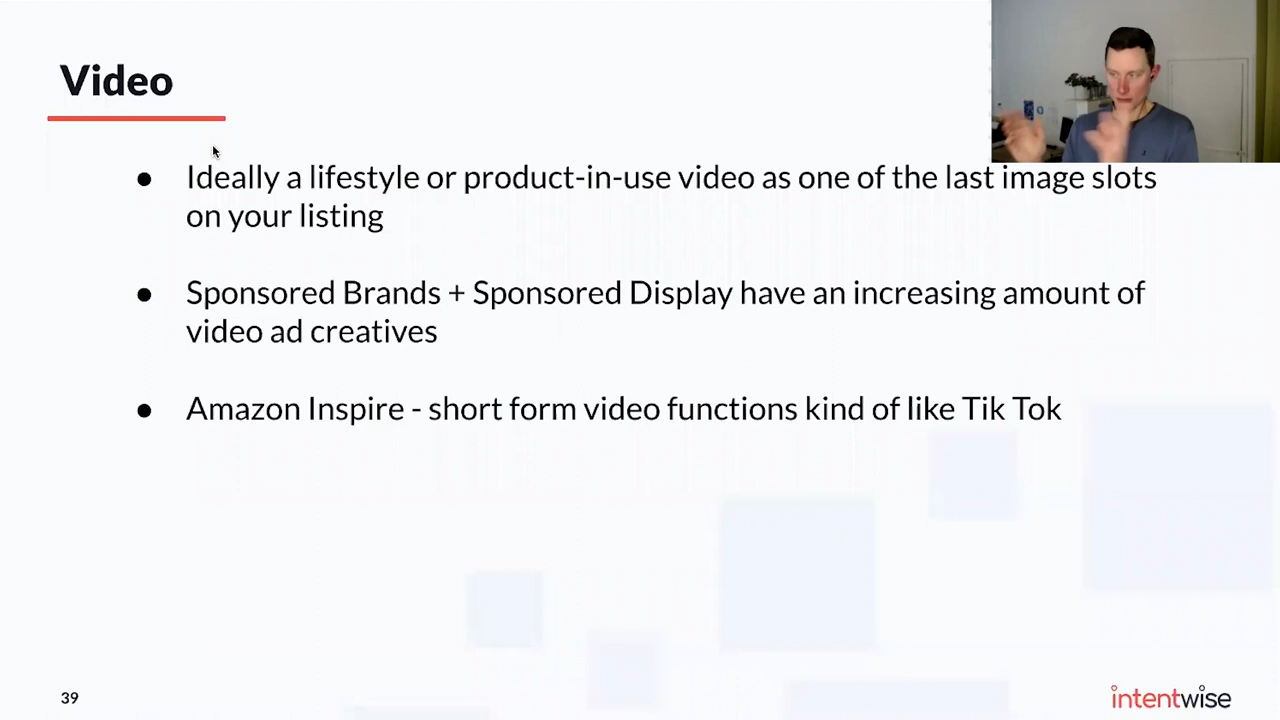 Video
● Ideally a lifestyle or product-in-use video as one of the last image slots
on your listing
● Sponsored Brands + Sponsored Display have an increasing amount of
video ad creatives
● Amazon Inspire - short form video functions kind of like Tik Tok
39
intentwise